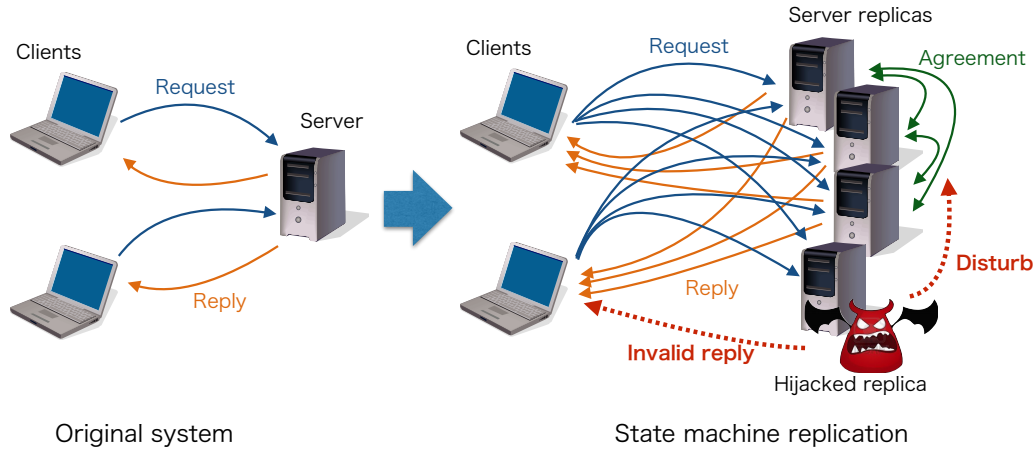 Clients
Request
Server
Reply
Original system
Server replicas
Clients
Request
Agreement
Reply
Disturb
Invalid reply
Hijacked replica
State machine replication